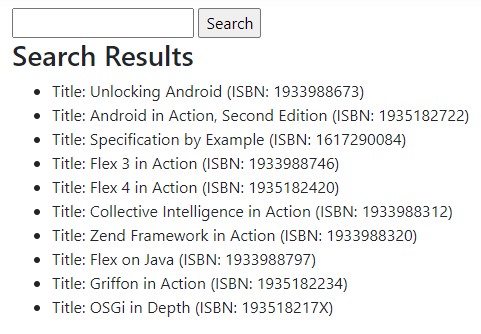 Search
Search Results
Title: Unlocking Android (ISBN: 1933988673)
Title: Android in Action, Second Edition (ISBN: 1935182722)
Title: Specification by Example (ISBN: 1617290084)
Title: Flex 3 in Action (ISBN: 1933988746)
Title: Flex 4 in Action (ISBN: 1935182420)
Title: Collective Intelligence in Action (ISBN: 1933988312)
Title: Zend Framework in Action (ISBN: 1933988320)
Title: Flex on Java (ISBN: 1933988797)
Title: Griffon in Action (ISBN: 1935182234)
Title: OSGi in Depth (ISBN: 193518217X)